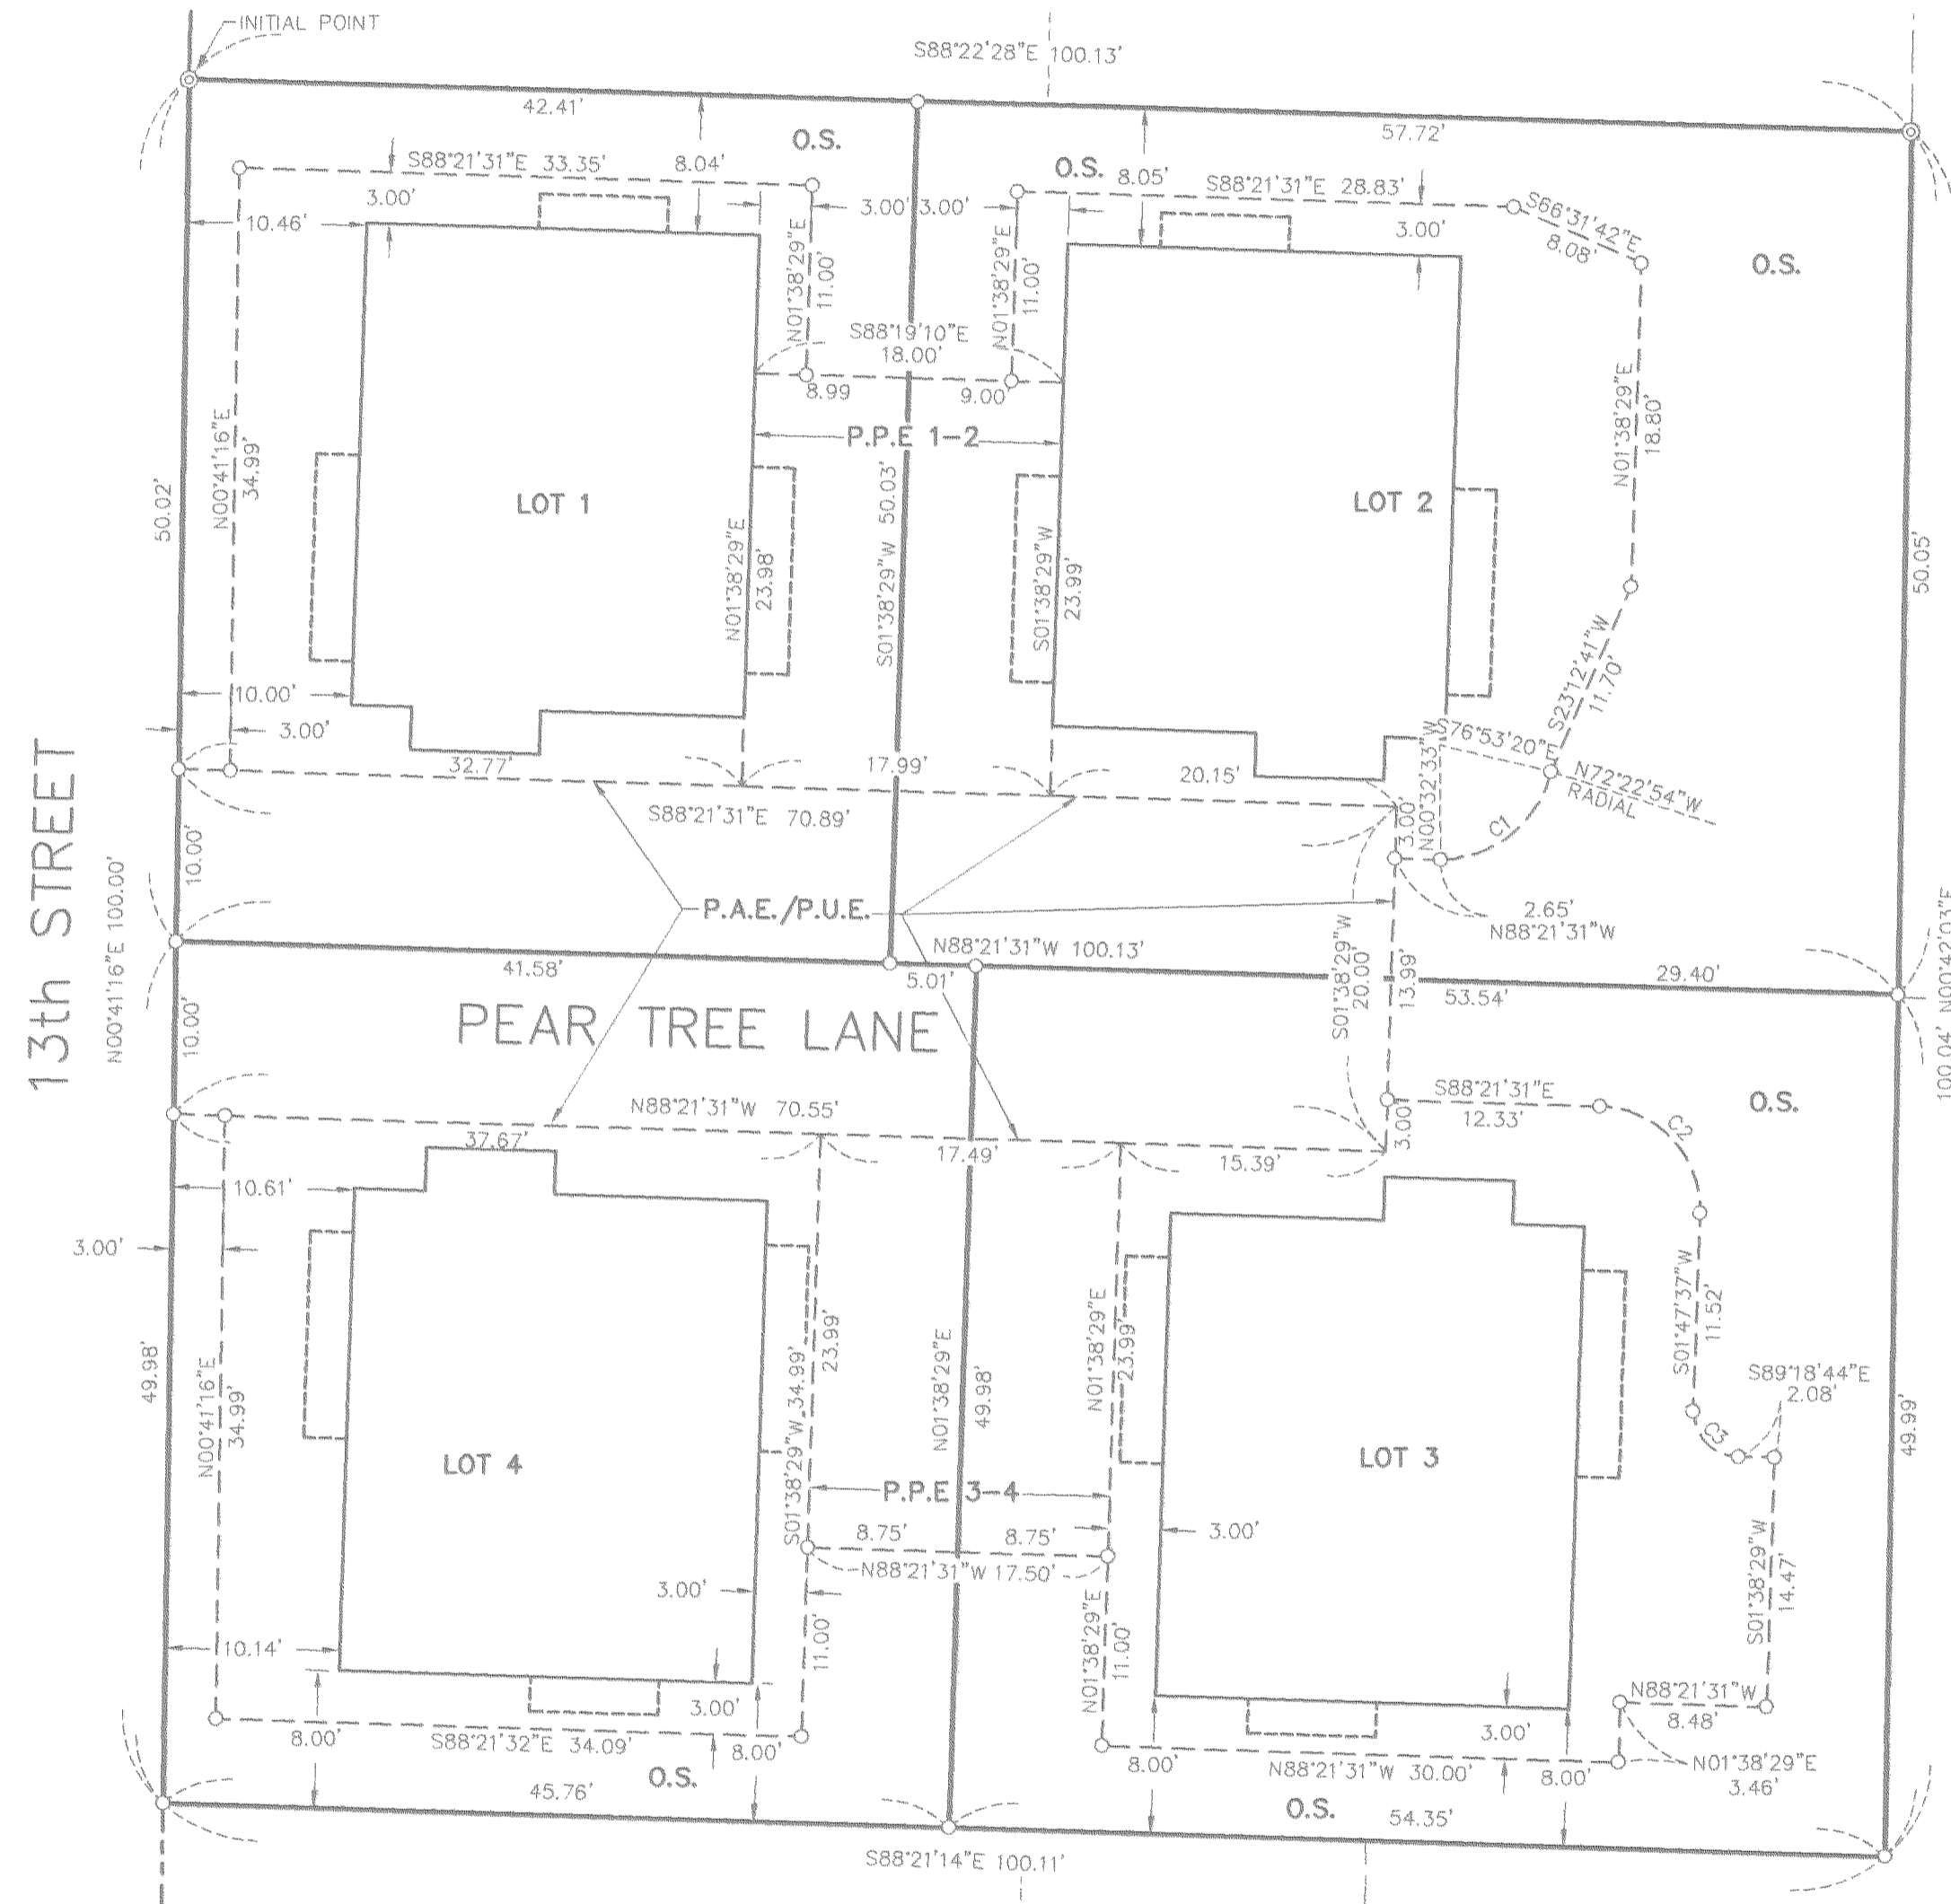 INITIAL POINT
S88°22'28"E 100.13'
42.41'
57.72'
O.S.
O.S.
O.S.
S88°21'31"E 33.35'
8.04'
3.00'
10.46'
3.00'
3.00'
8.05'
S88°21'31"E 28.83'
3.00'
S66°31'42"E
8.08'
N01°38'29"E
11.00'
N01°38'29"E
11.00'
S88°19'10"E
18.00'
8.99
9.00'
P.P.E 1-2
N01°38'29"E
18.80'
N00°41'16"E
34.99'
50.02'
LOT 1
LOT 2
S01°38'29"W 50.03'
N01°38'29"E
23.98'
S01°38'29"W
23.99'
50.05'
S23°12'41"W
11.70'
10.00'
3.00'
32.77'
17.99'
20.15'
S76°53'20"E
N72°22'54"W
RADIAL
N00°32'33"W
3.00'
C1
S88°21'31"E 70.89'
13th STREET
N00°41'16"E 100.00'
10.00'
P.A.E./P.U.E.
2.65'
N88°21'31"W
N88°21'31"W 100.13'
41.58'
5.01'
S01°38'29"W
20.00'
13.99'
29.40'
53.54'
100.04' N00°42'03"E
10.00'
PEAR TREE LANE
N88°21'31"W 70.55'
37.67'
17.49'
15.39'
3.00'
S88°21'31"E
12.33'
C2
O.S.
10.61'
3.00'
49.98'
N00°41'16"E
34.99'
S01°38'29"W 34.99'
23.99'
N01°38'29"E
49.98'
N01°38'29"E
23.99'
S01°47'37"W
11.52'
S89°18'44"E
2.08'
C3
49.99'
LOT 4
LOT 3
P.P.E 3-4
8.75'
8.75'
3.00'
N88°21'31"W 17.50'
3.00'
11.00'
N01°38'29"E
11.00'
S01°38'29"W
14.47'
10.14'
3.00'
8.00'
S88°21'32"E 34.09'
8.00'
N88°21'31"W
8.48'
3.00'
8.00'
N88°21'31"W 30.00'
8.00'
N01°38'29"E
3.46'
O.S.
45.76'
O.S.
54.35'
S88°21'14"E 100.11'